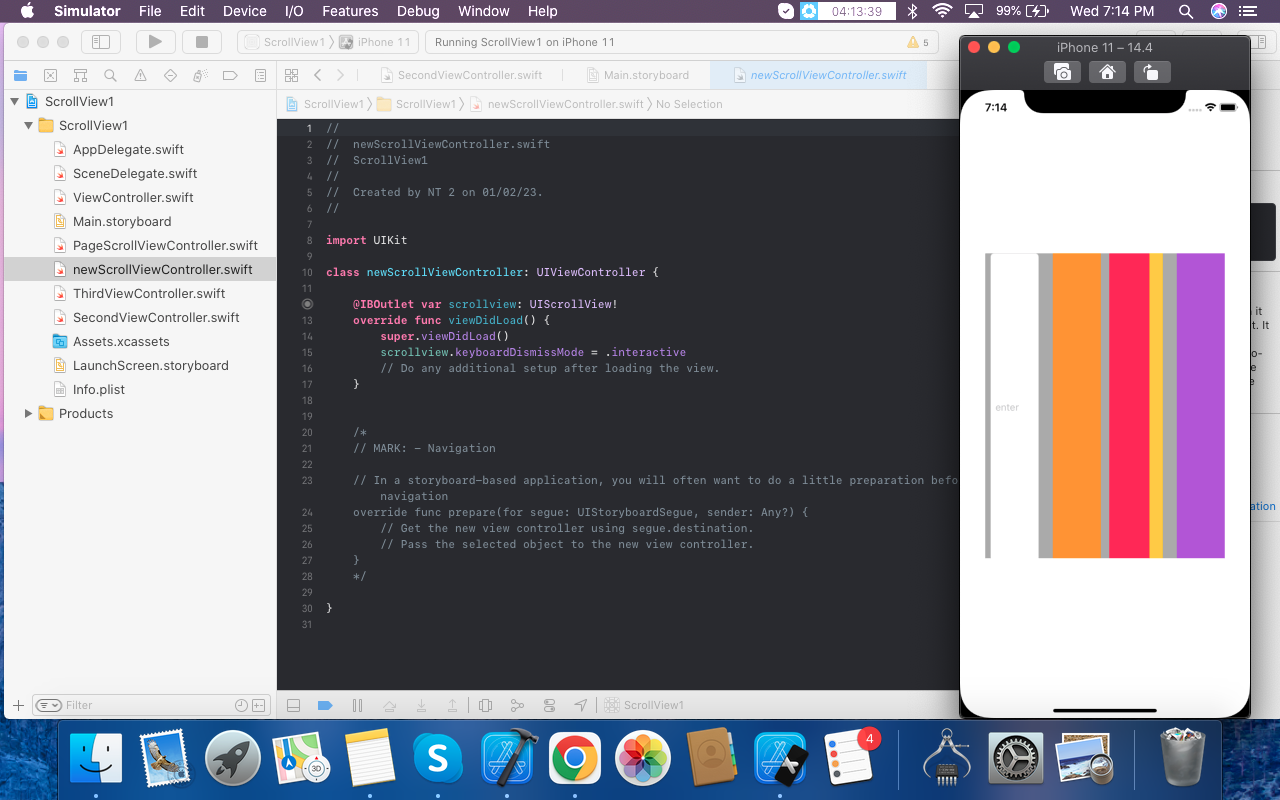 Simulator File Edit Device I/O Features Debug Window Help 04:13:39 99% Wed 7:14 PM
ScrollView1 iPhone 11 Running ScrollView1 on iPhone 11 5
SecondViewController.swift Main.storyboard newScrollViewController.swift
ScrollView1 ScrollView1 newScrollViewController.swift No Selection
ScrollView1
ScrollView1
AppDelegate.swift
SceneDelegate.swift
ViewController.swift
Main.storyboard
PageScrollViewController.swift
newScrollViewController.swift
ThirdViewController.swift
SecondViewController.swift
Assets.xcassets
LaunchScreen.storyboard
Info.plist
Products
Filter
1 //
2 // newScrollViewController.swift
3 // ScrollView1
4 //
5 // Created by NT 2 on 01/02/23.
6 //
7
8 import UIKit
9
10 class newScrollViewController: UIViewController {
11
@IBOutlet var scrollview: UIScrollView!
13 override func viewDidLoad() {
14 super.viewDidLoad()
15 scrollview.keyboardDismissMode = .interactive
16 // Do any additional setup after loading the view.
17 }
18
19
20 /*
21 // MARK: - Navigation
22
23 // In a storyboard-based application, you will often want to do a little preparation befo
navigation
24 override func prepare(for segue: UIStoryboardSegue, sender: Any?) {
25 // Get the new view controller using segue.destination.
26 // Pass the selected object to the new view controller.
27 }
28 */
29
30 }
31
ScrollView1
iPhone 11 – 14.4
7:14
enter
it
t. It
o-
e
e
ation
3D
S
4